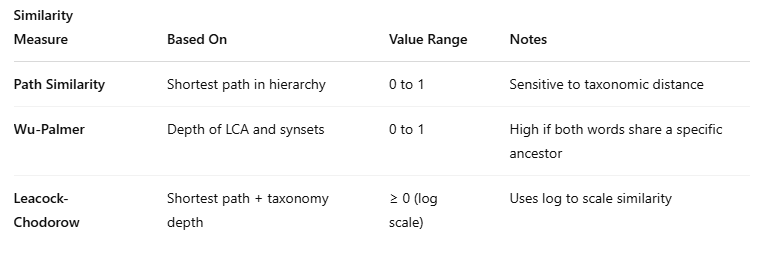 Similarity
Measure Based On Value Range Notes
Path Similarity Shortest path in hierarchy 0 to 1 Sensitive to taxonomic distance
Wu-Palmer Depth of LCA and synsets 0 to 1 High if both words share a specific
ancestor
Leacock- Shortest path + taxonomy ≥ 0 (log Uses log to scale similarity
Chodorow depth scale)